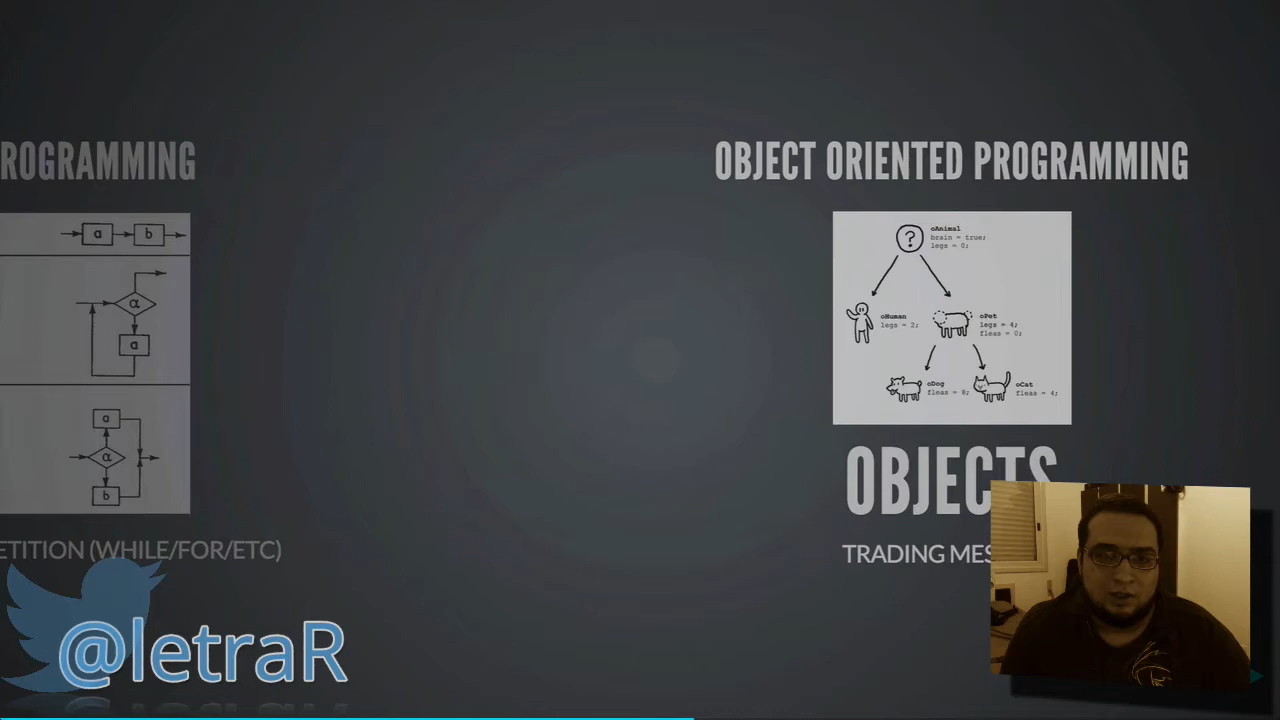 ROGRAMMING
a b
α
a
a
α
b
ETITION (WHILE/FOR/ETC)
@letraR
OBJECT ORIENTED PROGRAMMING
?
oAnimal
brain = true;
legs = 0;
oHuman
legs = 2;
oPet
legs = 4;
fleas = 0;
oDog
fleas = 8;
oCat
fleas = 4;
OBJECTS
TRADING MES